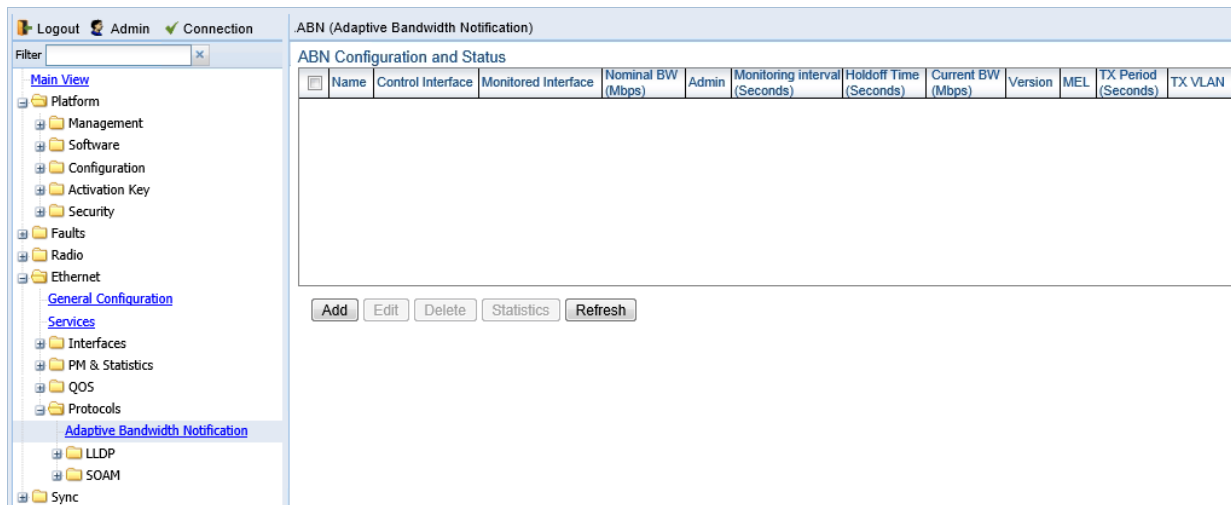 Logout Admin Connection
.ABN (Adaptive Bandwidth Notification)
Filter
Main View
Platform
Management
Software
Configuration
Activation Key
Security
Faults
Radio
Ethernet
General Configuration
Services
Interfaces
PM & Statistics
QOS
Protocols
Adaptive Bandwidth Notification
LLDP
SOAM
Sync
ABN Configuration and Status
Name Control Interface Monitored Interface Nominal BW (Mbps) Admin Monitoring interval (Seconds) Holdoff Time (Seconds) Current BW (Mbps) Version MEL TX Period (Seconds) TX VLAN
Add Edit Delete Statistics Refresh